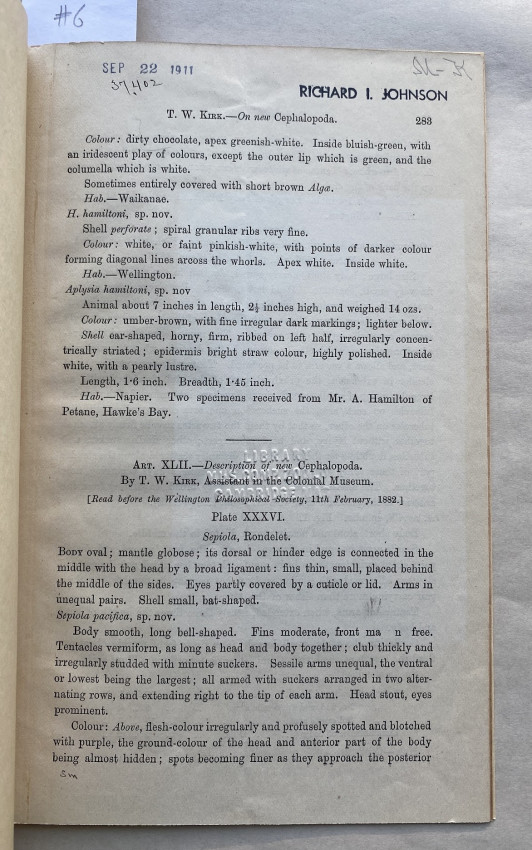 #6
SEP 22 1911
37,402
RICHARD I. JOHNSON
T. W. KIRK.—On new Cephalopoda. 283
Colour: dirty chocolate, apex greenish-white. Inside bluish-green, with
an iridescent play of colours, except the outer lip which is green, and the
columella which is white.
Sometimes entirely covered with short brown Algæ.
Hab.—Waikanae.
H. hamiltoni, sp. nov.
Shell perforate; spiral granular ribs very fine.
Colour: white, or faint pinkish-white, with points of darker colour
forming diagonal lines arcoss the whorls. Apex white. Inside white.
Hab.—Wellington.
Aplysia hamiltoni, sp. nov
Animal about 7 inches in length, 2½ inches high, and weighed 14 ozs.
Colour: umber-brown, with fine irregular dark markings; lighter below.
Shell ear-shaped, horny, firm, ribbed on left half, irregularly concen-
trically striated; epidermis bright straw colour, highly polished. Inside
white, with a pearly lustre.
Length, 1·6 inch. Breadth, 1·45 inch.
Hab.—Napier. Two specimens received from Mr. A. Hamilton of
Petane, Hawke's Bay.
LIBRARY
ART. XLII.—Description of new Cephalopoda.
MUS. COMP. ZOOL.
By T. W. KIRK, Assistant in the Colonial Museum.
CAMBRIDGE
[Read before the Wellington Philosophical Society, 11th February, 1882.]
Plate XXXVI.
Sepiola, Rondelet.
BODY oval; mantle globose; its dorsal or hinder edge is connected in the
middle with the head by a broad ligament: fins thin, small, placed behind
the middle of the sides. Eyes partly covered by a cuticle or lid. Arms in
unequal pairs. Shell small, bat-shaped.
Sepiola pacifica, sp. nov.
Body smooth, long bell-shaped. Fins moderate, front ma n free.
Tentacles vermiform, as long as head and body together; club thickly and
irregularly studded with minute suckers. Sessile arms unequal, the ventral
or lowest being the largest; all armed with suckers arranged in two alter-
nating rows, and extending right to the tip of each arm. Head stout, eyes
prominent.
Colour: Above, flesh-colour irregularly and profusely spotted and blotched
with purple, the ground-colour of the head and anterior part of the body
being almost hidden; spots becoming finer as they approach the posterior